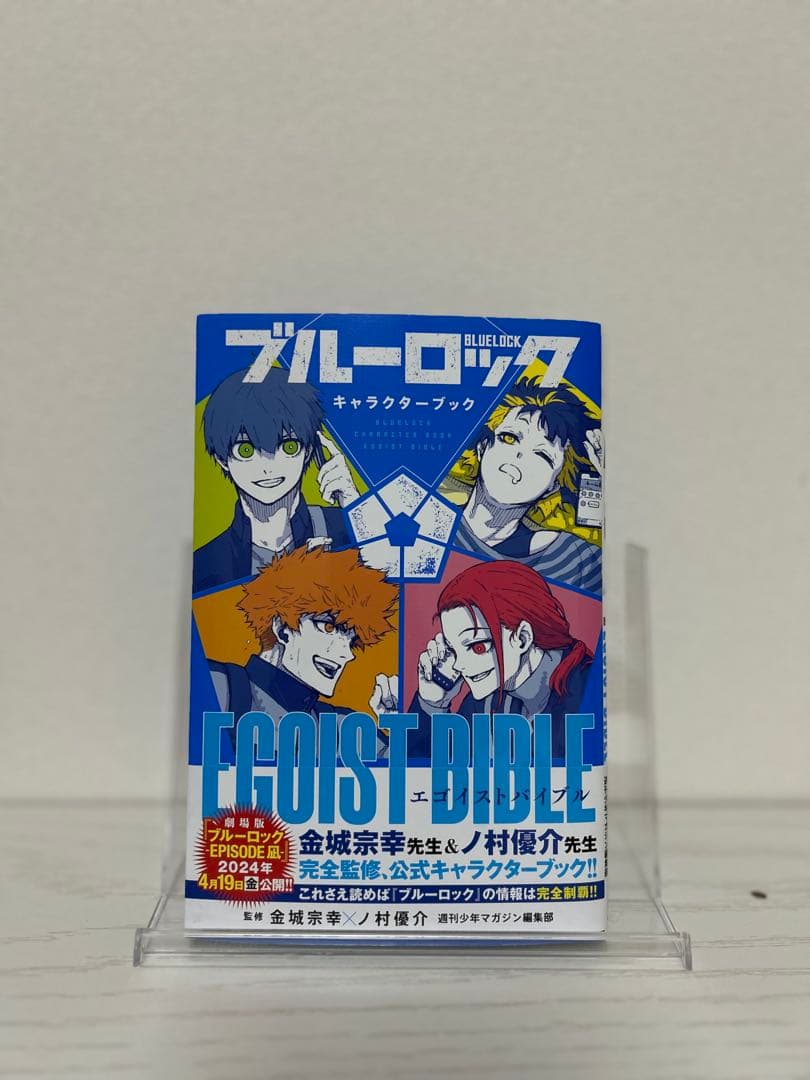 ブルーロック
BLUELOCK
キャラクターブック
BLUELOCK
CHARACTER BOOK
EGOIST BIBLE
EGOIST BIBLE
エゴイストバイブル
劇場版
『ブルーロック
-EPISODE 凪-』
2024年
4月19日金公開!!
金城宗幸先生&ノ村優介先生
完全監修、公式キャラクターブック!!
これさえ読めば『ブルーロック』の情報は完全制覇!!
監修 金城宗幸×ノ村優介 週刊少年マガジン編集部